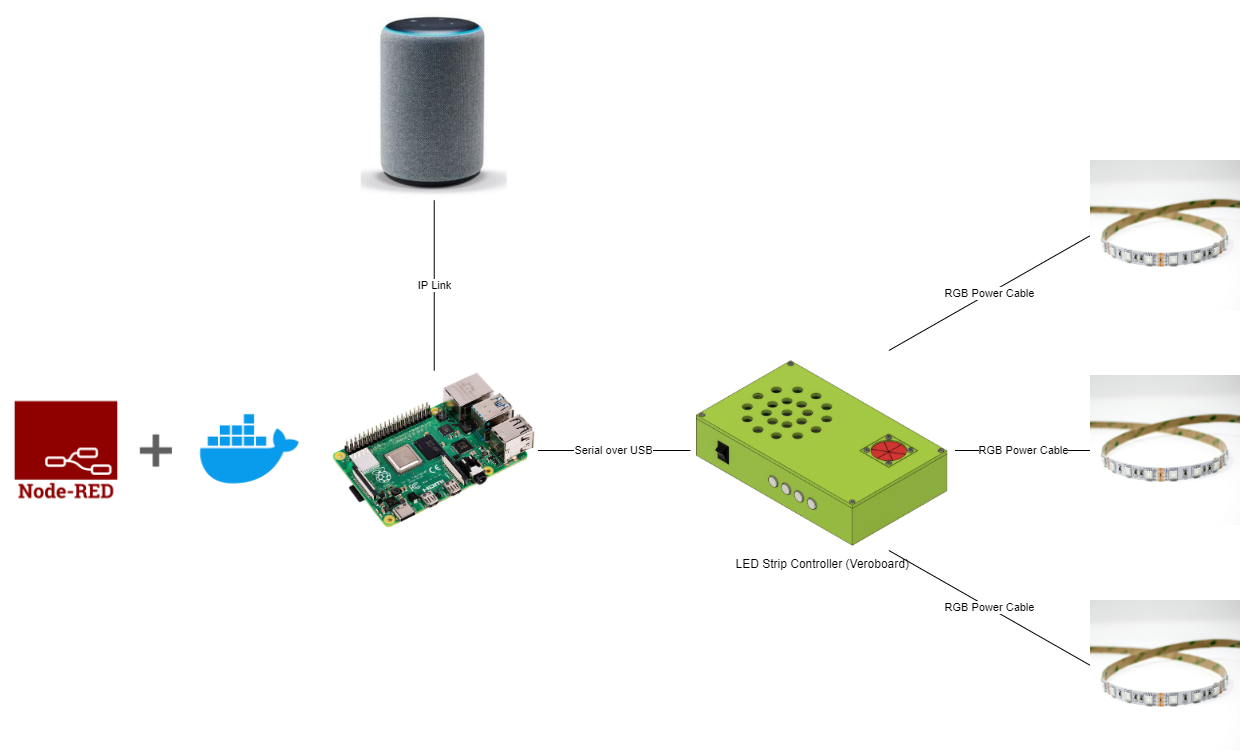 IP Link
RGB Power Cable
Node-RED
Serial over USB
RGB Power Cable
LED Strip Controller (Veroboard)
RGB Power Cable
HDMI